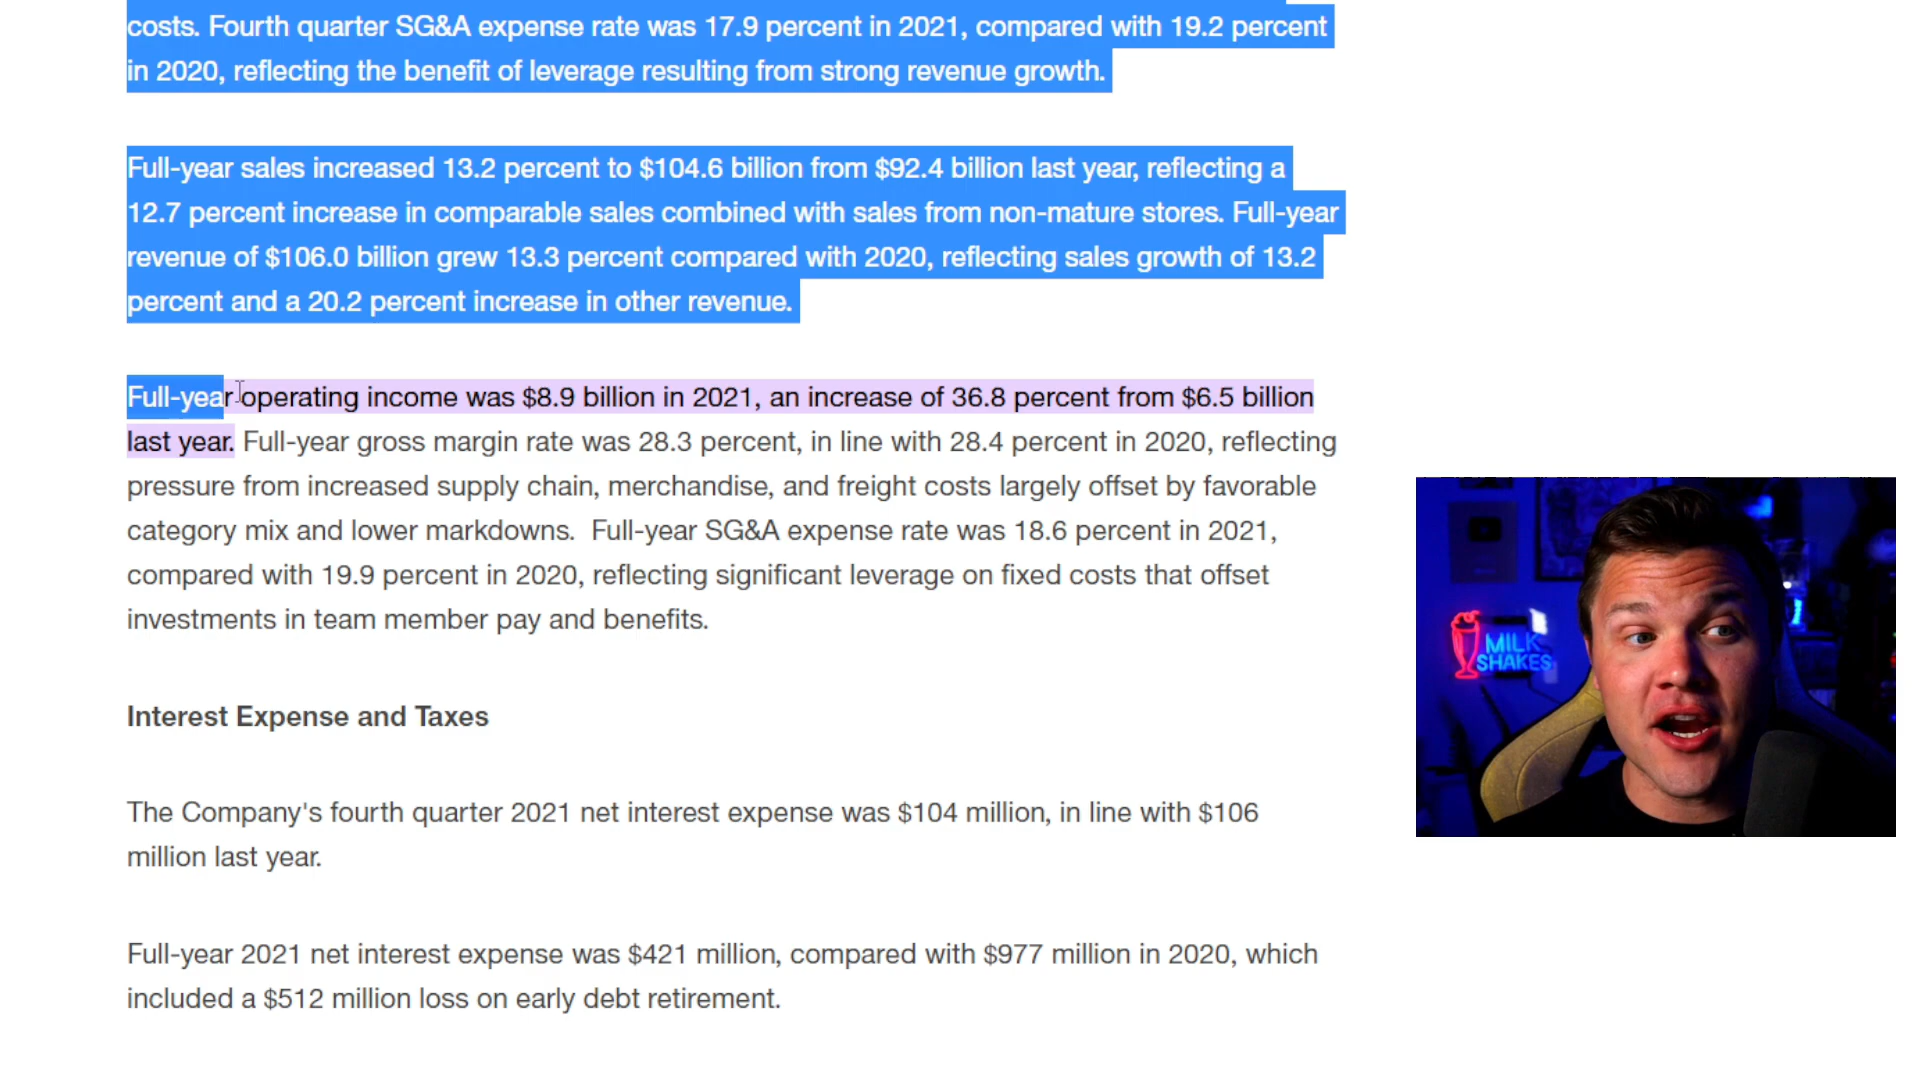 costs. Fourth quarter SG&A expense rate was 17.9 percent in 2021, compared with 19.2 percent
in 2020, reflecting the benefit of leverage resulting from strong revenue growth.
Full-year sales increased 13.2 percent to $104.6 billion from $92.4 billion last year, reflecting a
12.7 percent increase in comparable sales combined with sales from non-mature stores. Full-year
revenue of $106.0 billion grew 13.3 percent compared with 2020, reflecting sales growth of 13.2
percent and a 20.2 percent increase in other revenue.
Full-year operating income was $8.9 billion in 2021, an increase of 36.8 percent from $6.5 billion
last year. Full-year gross margin rate was 28.3 percent, in line with 28.4 percent in 2020, reflecting
pressure from increased supply chain, merchandise, and freight costs largely offset by favorable
category mix and lower markdowns. Full-year SG&A expense rate was 18.6 percent in 2021,
compared with 19.9 percent in 2020, reflecting significant leverage on fixed costs that offset
investments in team member pay and benefits.
Interest Expense and Taxes
The Company's fourth quarter 2021 net interest expense was $104 million, in line with $106
million last year.
Full-year 2021 net interest expense was $421 million, compared with $977 million in 2020, which
included a $512 million loss on early debt retirement.
MILK
SHAKES